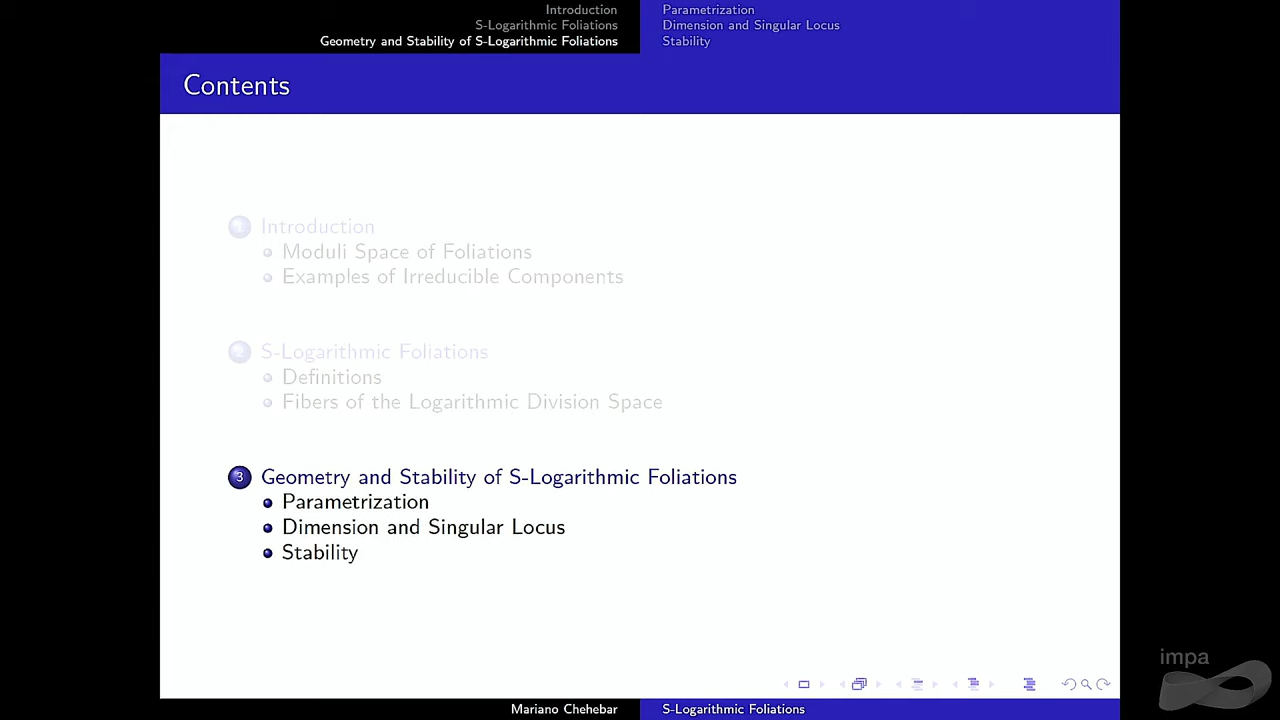 Introduction
S-Logarithmic Foliations
Geometry and Stability of S-Logarithmic Foliations
Parametrization
Dimension and Singular Locus
Stability
Contents
1 Introduction
Moduli Space of Foliations
Examples of Irreducible Components
2 S-Logarithmic Foliations
Definitions
Fibers of the Logarithmic Division Space
3 Geometry and Stability of S-Logarithmic Foliations
Parametrization
Dimension and Singular Locus
Stability
impa
Mariano Chehebar
S-Logarithmic Foliations